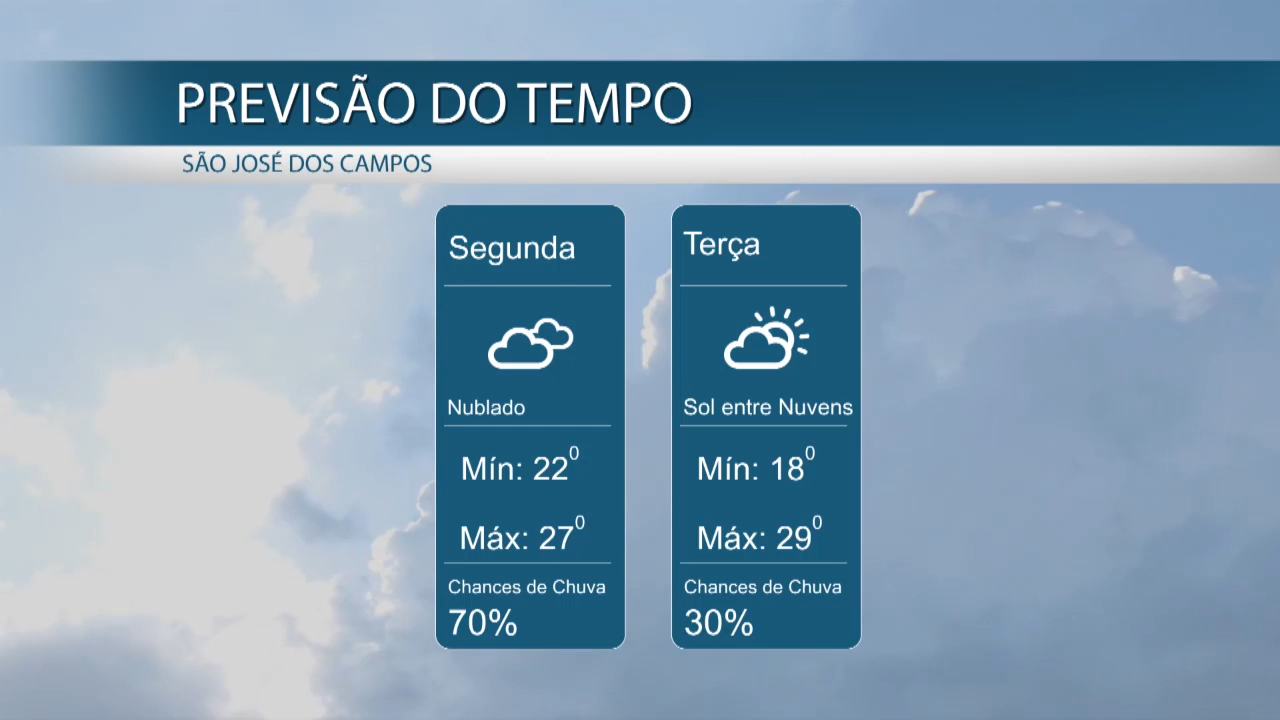 PREVISÃO DO TEMPO
SÃO JOSÉ DOS CAMPOS
Segunda
Nublado
Mín: 22⁰
Máx: 27⁰
Chances de Chuva
70%
Terça
Sol entre Nuvens
Mín: 18⁰
Máx: 29⁰
Chances de Chuva
30%